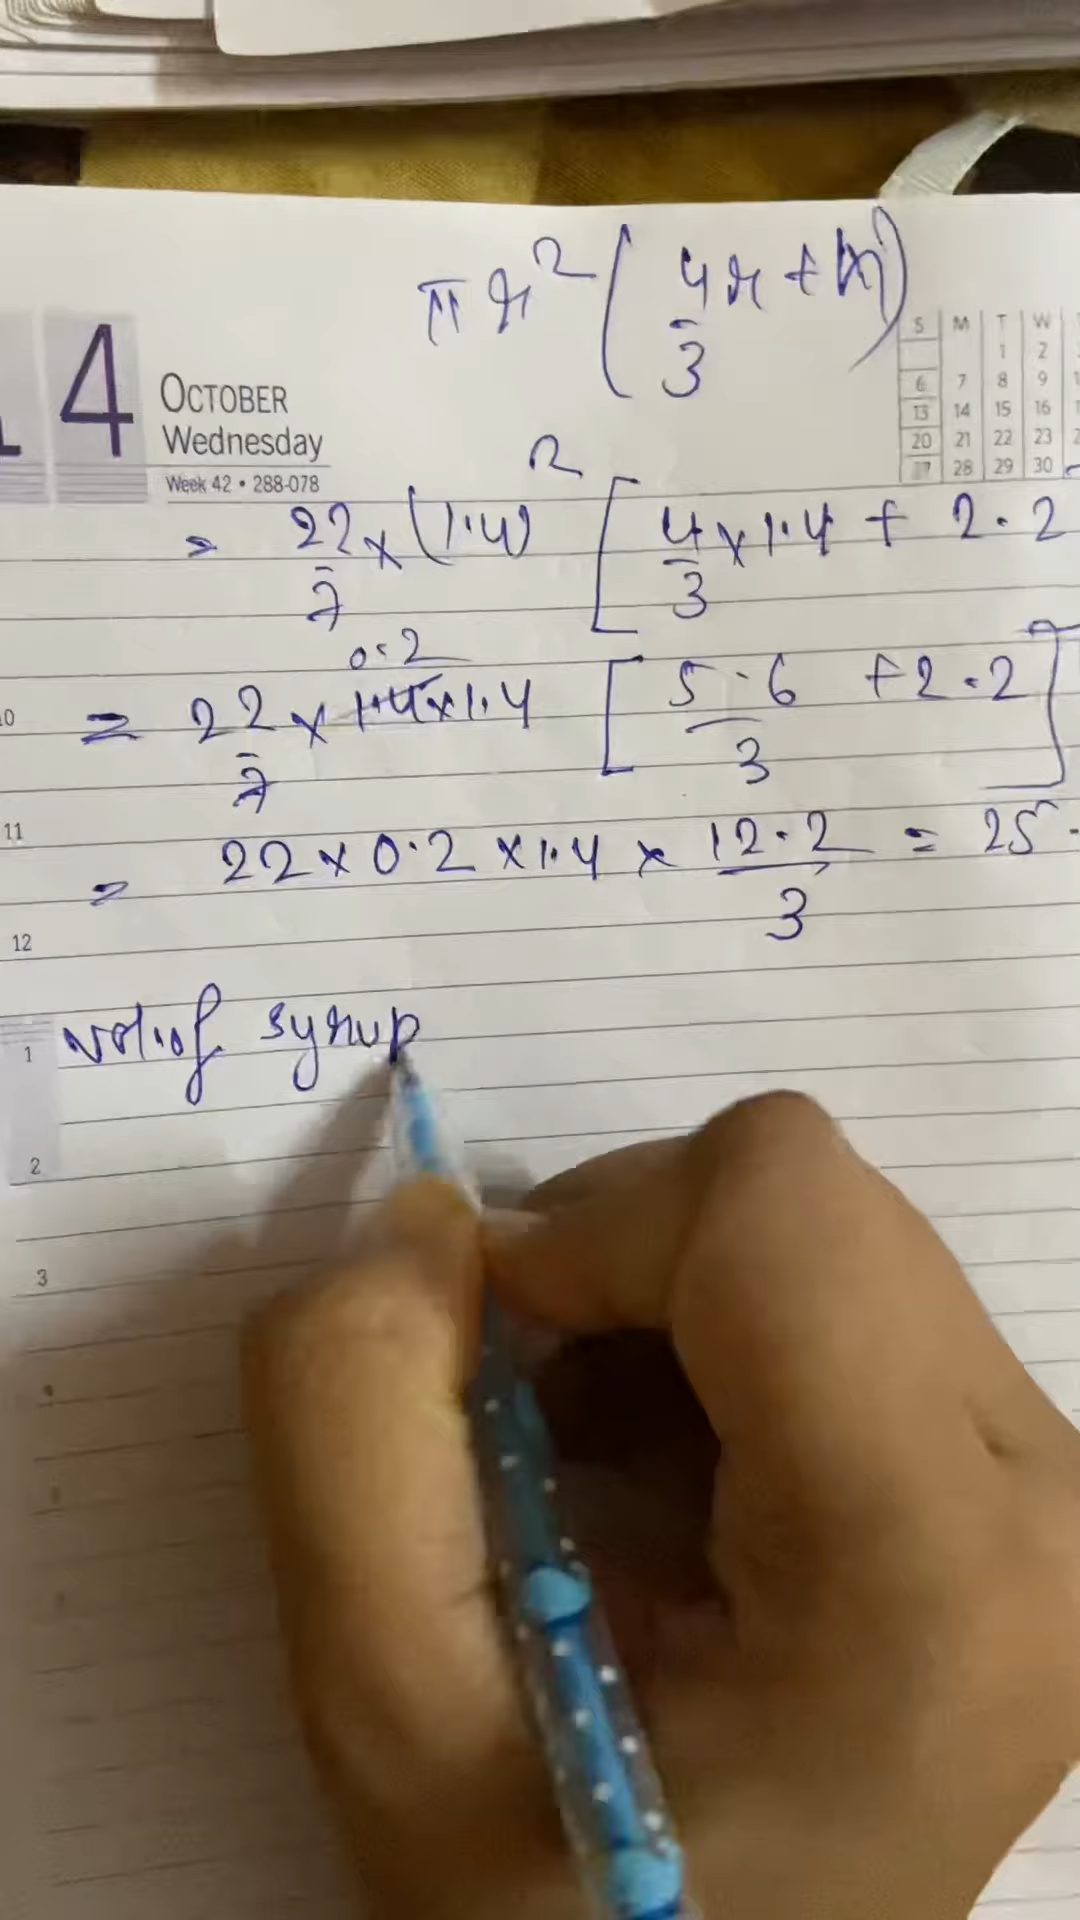 πr² ( 4/3 r + h )
4
OCTOBER
Wednesday
Week 42 • 288-078
S M T W
1 2
6 7 8 9
13 14 15 16
20 21 22 23
27 28 29 30
= 22/7 × (1.4)² [ 4/3 × 1.4 + 2.2
0.2
10 = 22/7 × 1.4 × 1.4 [ 5.6/3 + 2.2 ]
11
= 22 × 0.2 × 1.4 × 12.2/3 = 25.
12
1 vol. of syrup
2
3